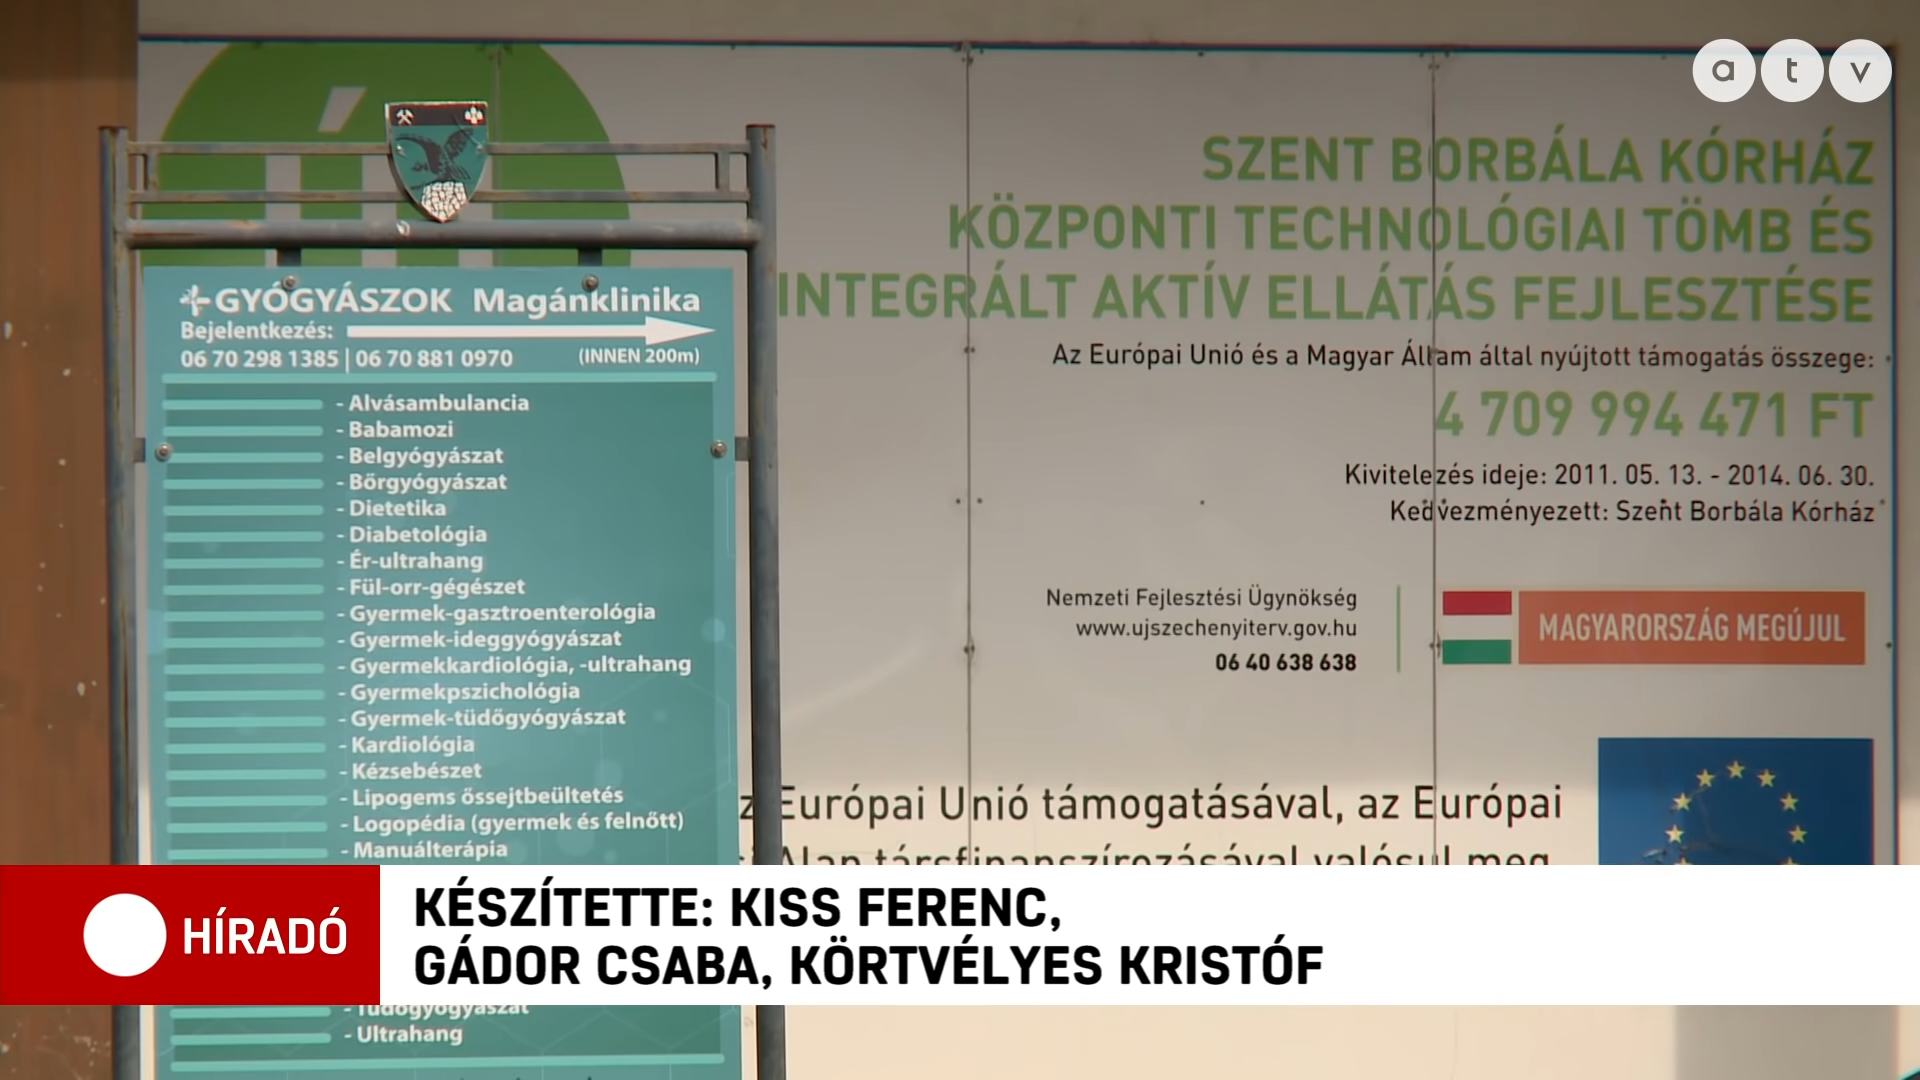 a t v
SZENT BORBÁLA KÓRHÁZ
KÖZPONTI TECHNOLÓGIAI TÖMB ÉS
INTEGRÁLT AKTÍV ELLÁTÁS FEJLESZTÉSE
Az Európai Unió és a Magyar Állam által nyújtott támogatás összege:
4 709 994 471 FT
Kivitelezés ideje: 2011. 05. 13. - 2014. 06. 30.
Kedvezményezett: Szent Borbála Kórház
Nemzeti Fejlesztési Ügynökség
www.ujszechenyiterv.gov.hu
06 40 638 638
MAGYARORSZÁG MEGÚJUL
z Európai Unió támogatásával, az Európai
Alap társfinanszírozásával valósul meg
GYÓGYÁSZOK Magánklinika
Bejelentkezés:
06 70 298 1385 | 06 70 881 0970 (INNEN 200m)
- Alvásambulancia
- Babamozi
- Belgyógyászat
- Bőrgyógyászat
- Dietetika
- Diabetológia
- Ér-ultrahang
- Fül-orr-gégészet
- Gyermek-gasztroenterológia
- Gyermek-ideggyógyászat
- Gyermekkardiológia, -ultrahang
- Gyermekpszichológia
- Gyermek-tüdőgyógyászat
- Kardiológia
- Kézsebészet
- Lipogems őssejtbeültetés
- Logopédia (gyermek és felnőtt)
- Manuálterápia
- Tüdőgyógyászat
- Ultrahang
HÍRADÓ
KÉSZÍTETTE: KISS FERENC,
GÁDOR CSABA, KÖRTVÉLYES KRISTÓF